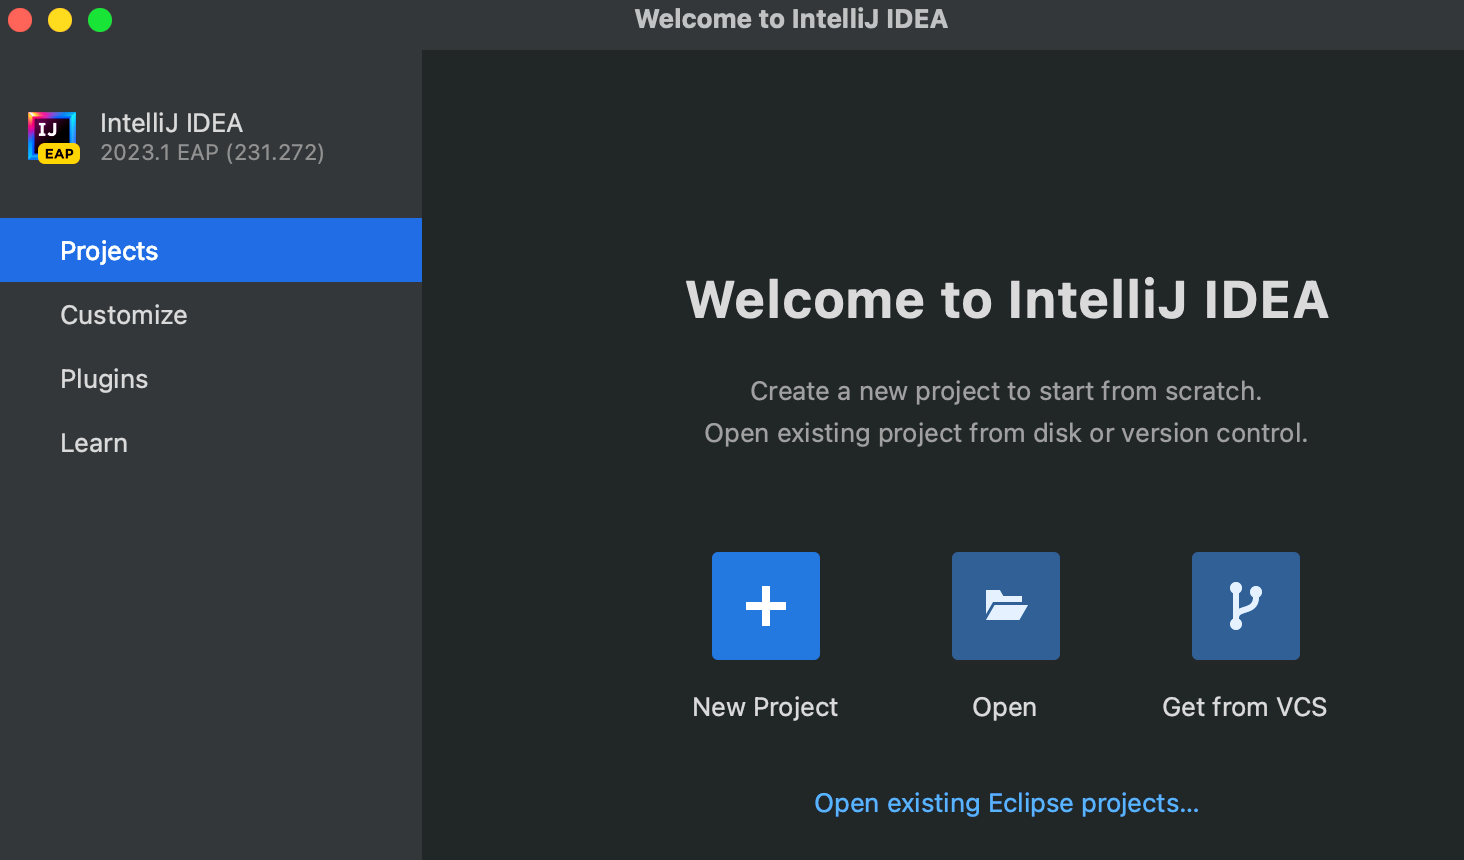 Welcome to IntelliJ IDEA
IJ
EAP
IntelliJ IDEA
2023.1 EAP (231.272)
Projects
Customize
Plugins
Learn
Welcome to IntelliJ IDEA
Create a new project to start from scratch.
Open existing project from disk or version control.
New Project
Open
Get from VCS
Open existing Eclipse projects...